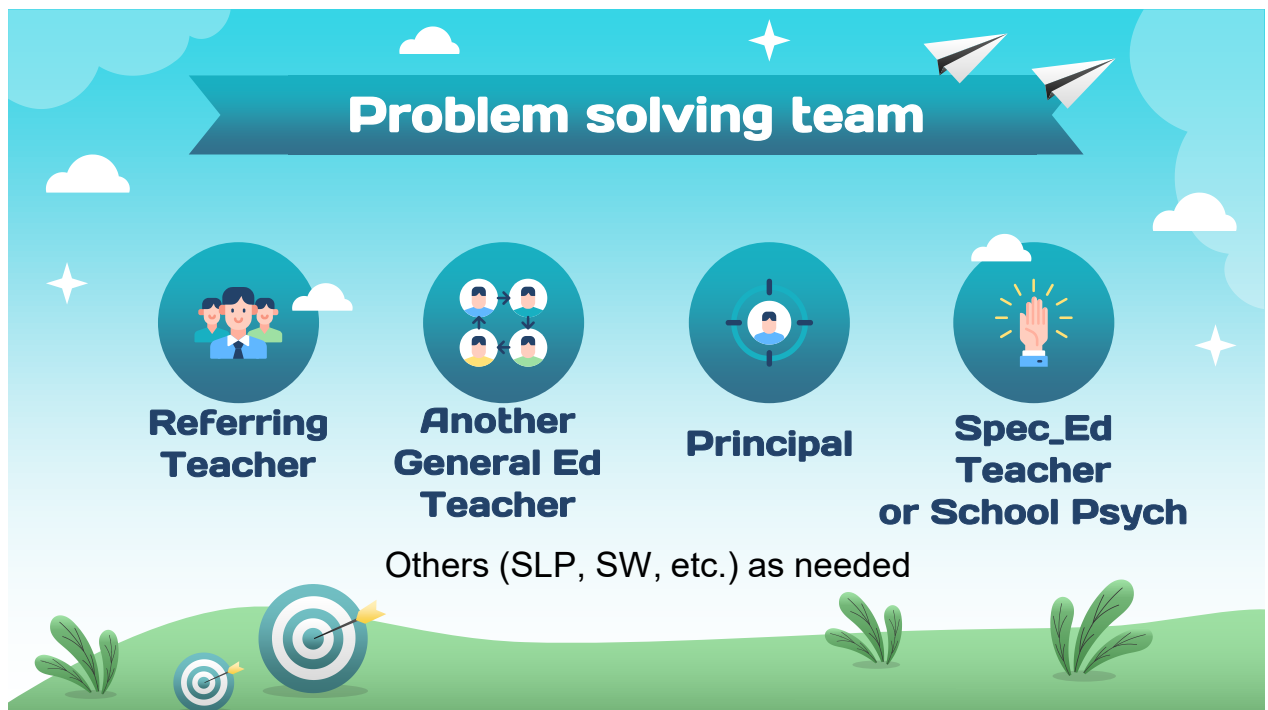 Problem solving team
Referring
Teacher
Another
General Ed
Teacher
Principal
Spec_Ed
Teacher
or School Psych
Others (SLP, SW, etc.) as needed